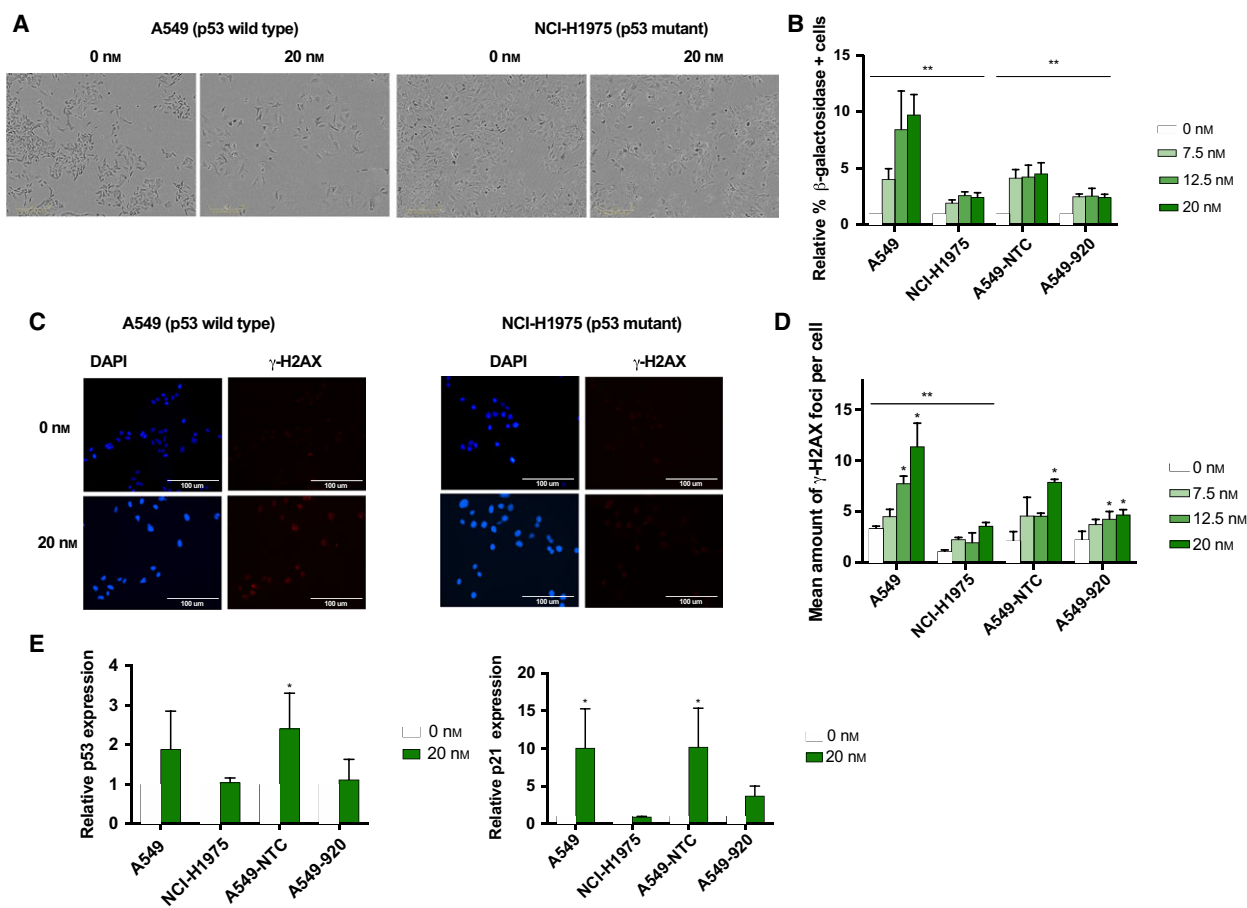 A
A549 (p53 wild type)
NCI-H1975 (p53 mutant)
0 nM
20 nM
0 nM
20 nM
B
Relative % β-galactosidase + cells
15
10
5
0
**
**
A549
NCI-H1975
A549-NTC
A549-920
0 nM
7.5 nM
12.5 nM
20 nM
C
A549 (p53 wild type)
NCI-H1975 (p53 mutant)
DAPI
γ-H2AX
DAPI
γ-H2AX
0 nM
100 um
100 um
100 um
100 um
20 nM
100 um
100 um
100 um
100 um
D
Mean amount of γ-H2AX foci per cell
15
10
5
0
**
*
*
*
*
*
A549
NCI-H1975
A549-NTC
A549-920
0 nM
7.5 nM
12.5 nM
20 nM
E
Relative p53 expression
4
3
2
1
0
*
A549
NCI-H1975
A549-NTC
A549-920
0 nM
20 nM
Relative p21 expression
20
15
10
5
0
*
*
A549
NCI-H1975
A549-NTC
A549-920
0 nM
20 nM